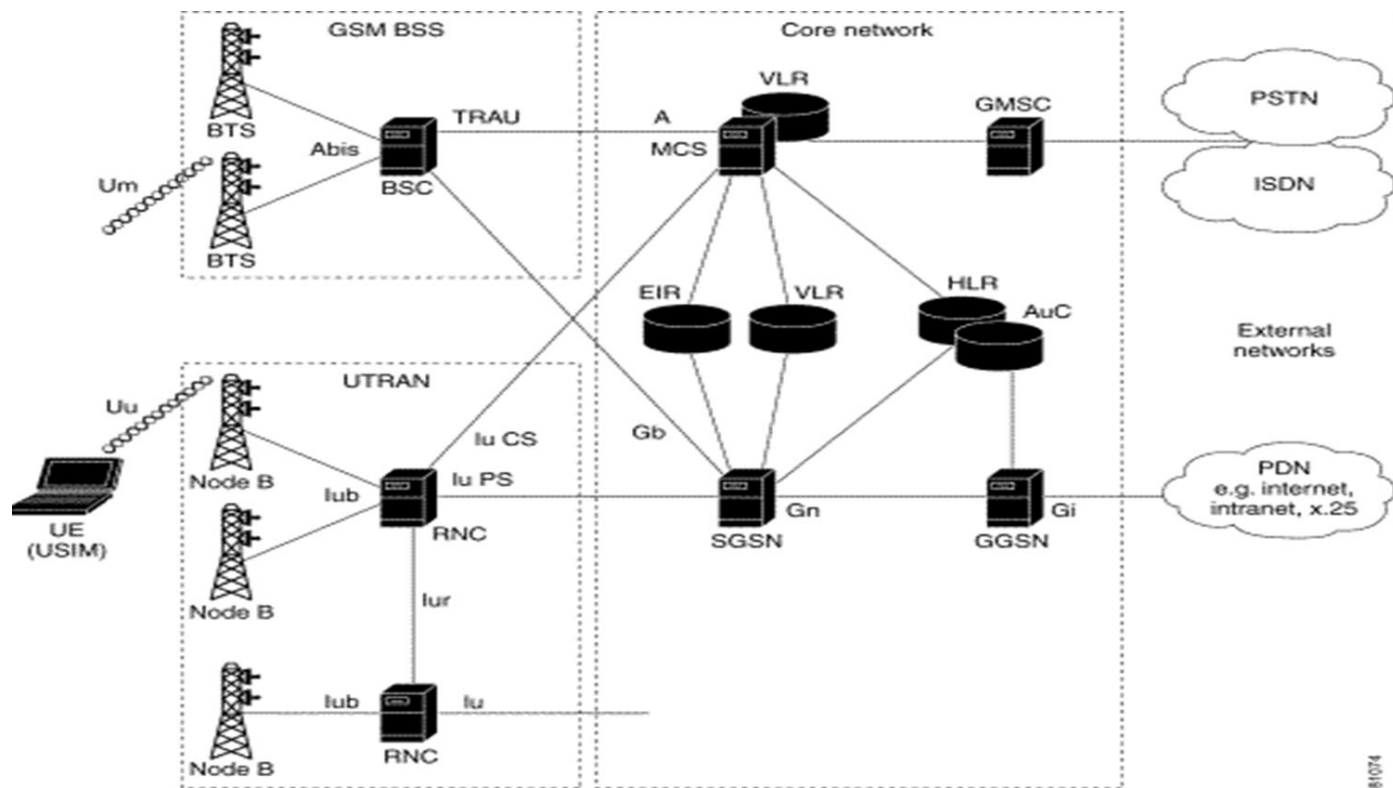 GSM BSS
Core network
VLR
GMSC
PSTN
BTS
TRAU
A
Abis
MCS
BSC
ISDN
Um
BTS
EIR
VLR
HLR
AuC
External
networks
UTRAN
Uu
Iu CS
Gb
Node B
Iub
Iu PS
PDN
e.g. internet,
intranet, x.25
UE
(USIM)
RNC
SGSN
Gn
GGSN
Gi
Node B
Iur
Iub
Iu
Node B
RNC
81074